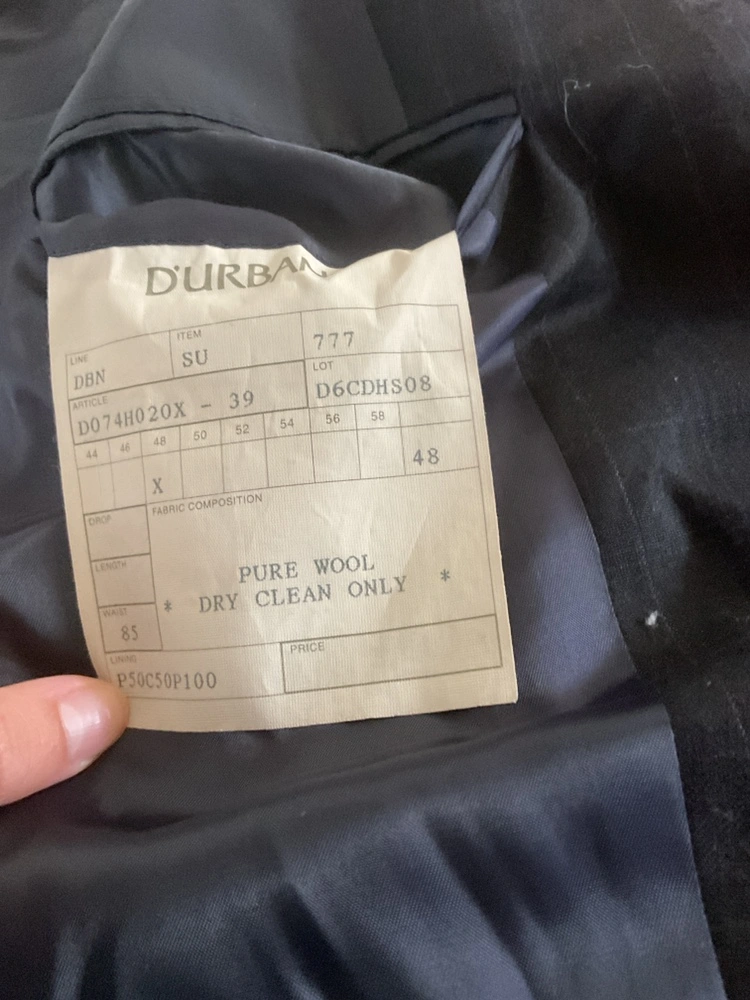 D'URBAN
LINE DBN ITEM SU 777
ARTICLE D074H020X - 39 LOT D6CDHS08
44 46 48 50 52 54 56 58
X 48
DROP FABRIC COMPOSITION
LENGTH
PURE WOOL
* DRY CLEAN ONLY *
WAIST 85
LINING P50C50P100 PRICE